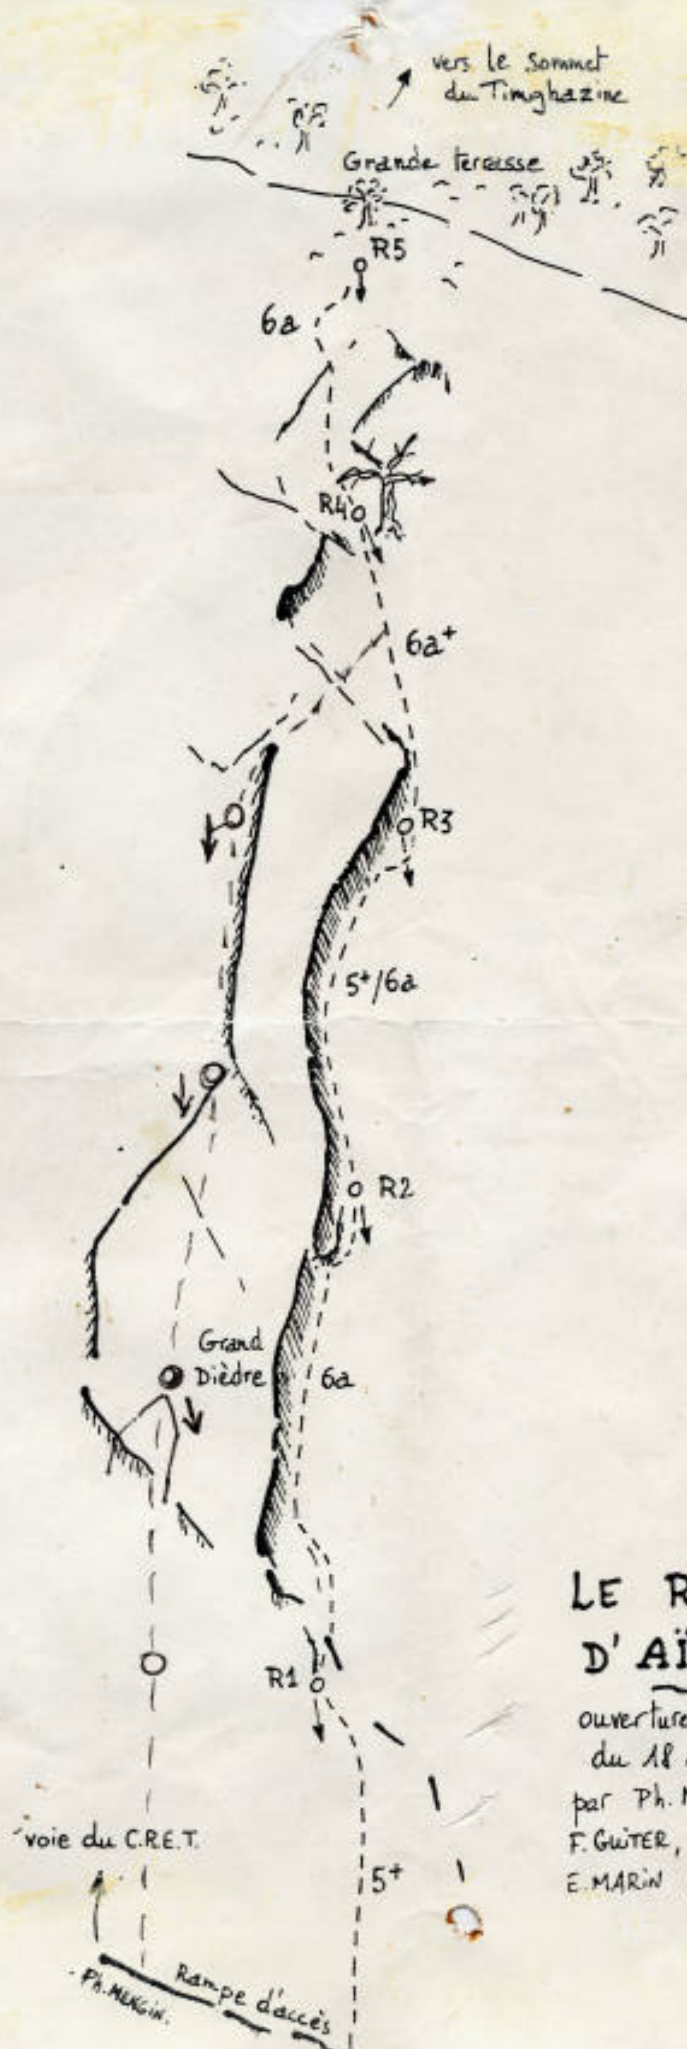 vers le sommet
du Timghazine
Grande terrasse
R5
6a
R4
6a+
R3
5+/6a
R2
Grand
Dièdre
6a
R1
LE R
D'AÏ
ouverture
du 18
par Ph. M
F. GUITER,
E. MARIN
voie du C.R.E.T.
5+
Rampe d'accès
Ph. MENGIN.